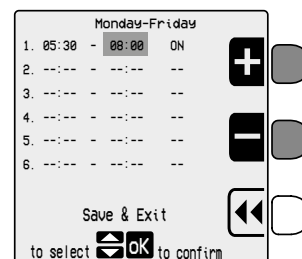 Monday-Friday
1. 05:30 - 08:00 ON
2. --:-- - --:-- --
3. --:-- - --:-- --
4. --:-- - --:-- --
5. --:-- - --:-- --
6. --:-- - --:-- --
Save & Exit
to select OK to confirm